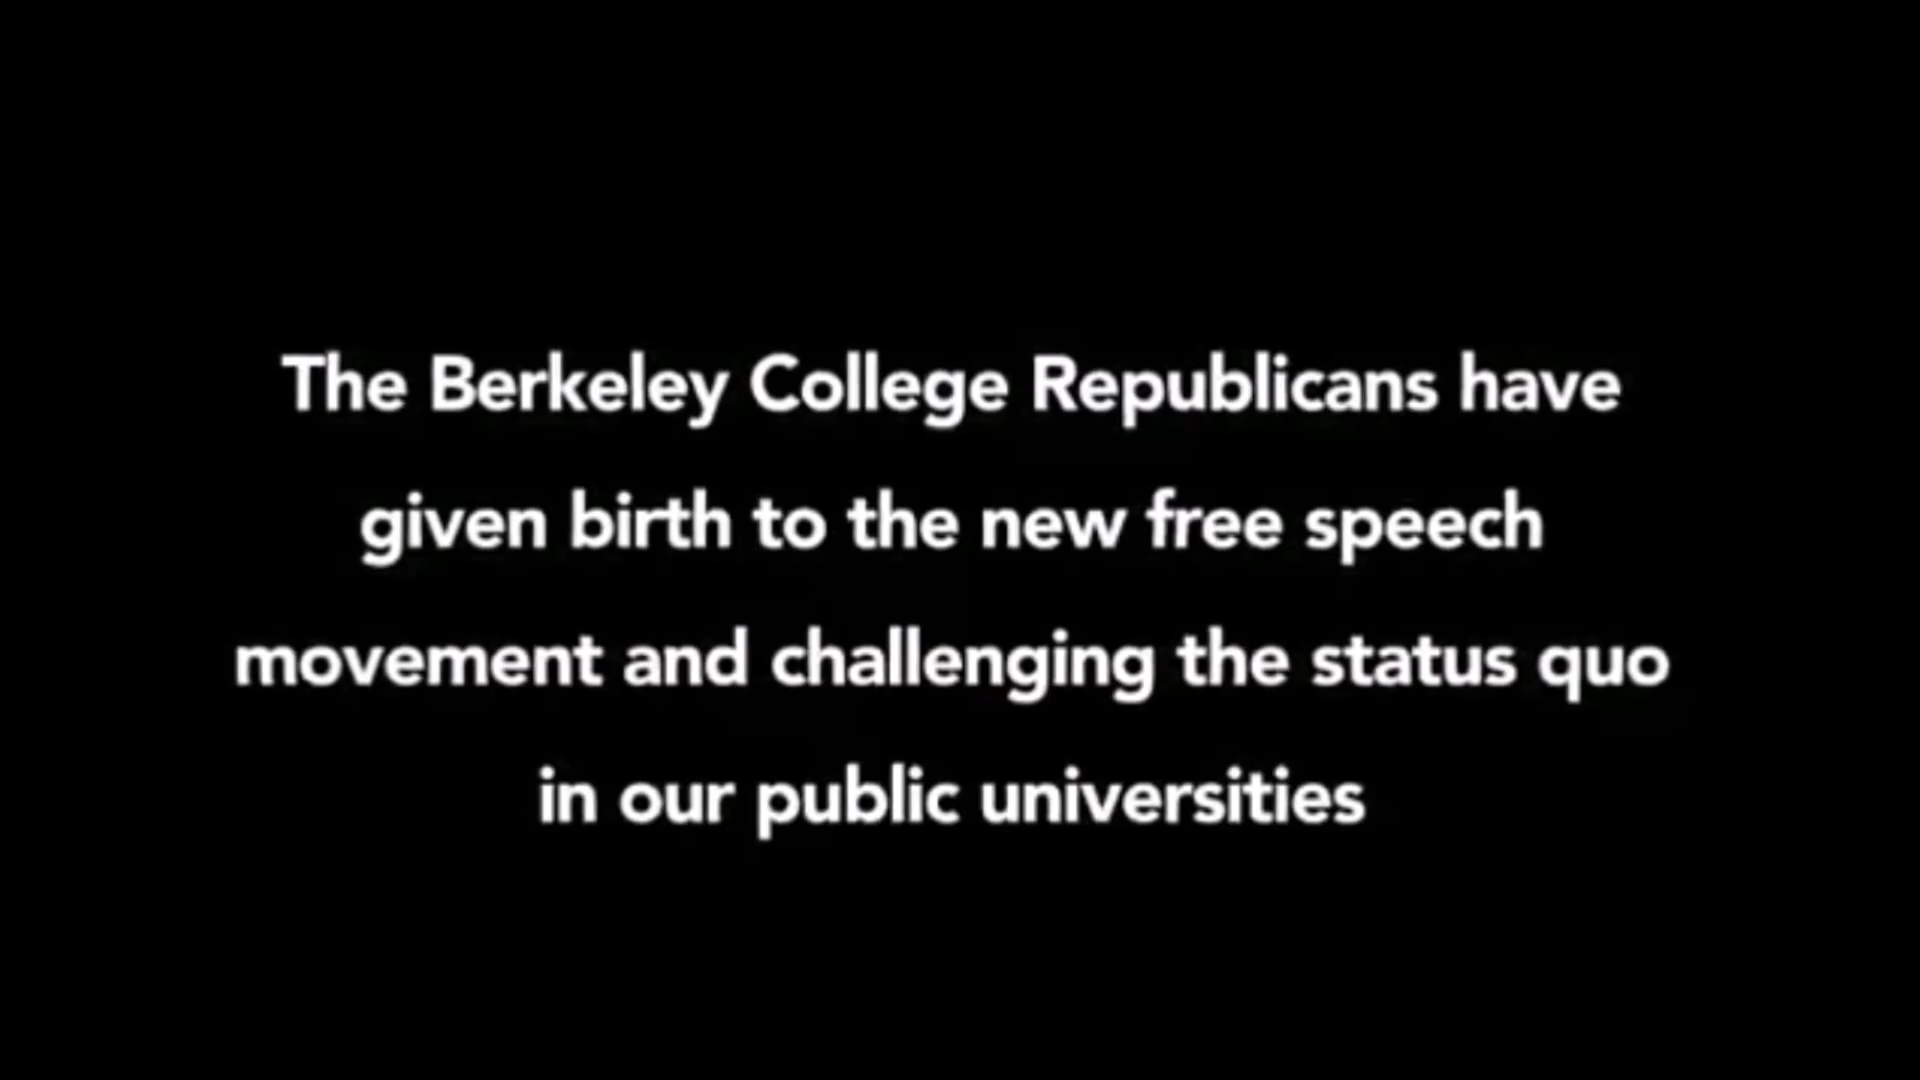 The Berkeley College Republicans have
given birth to the new free speech
movement and challenging the status quo
in our public universities